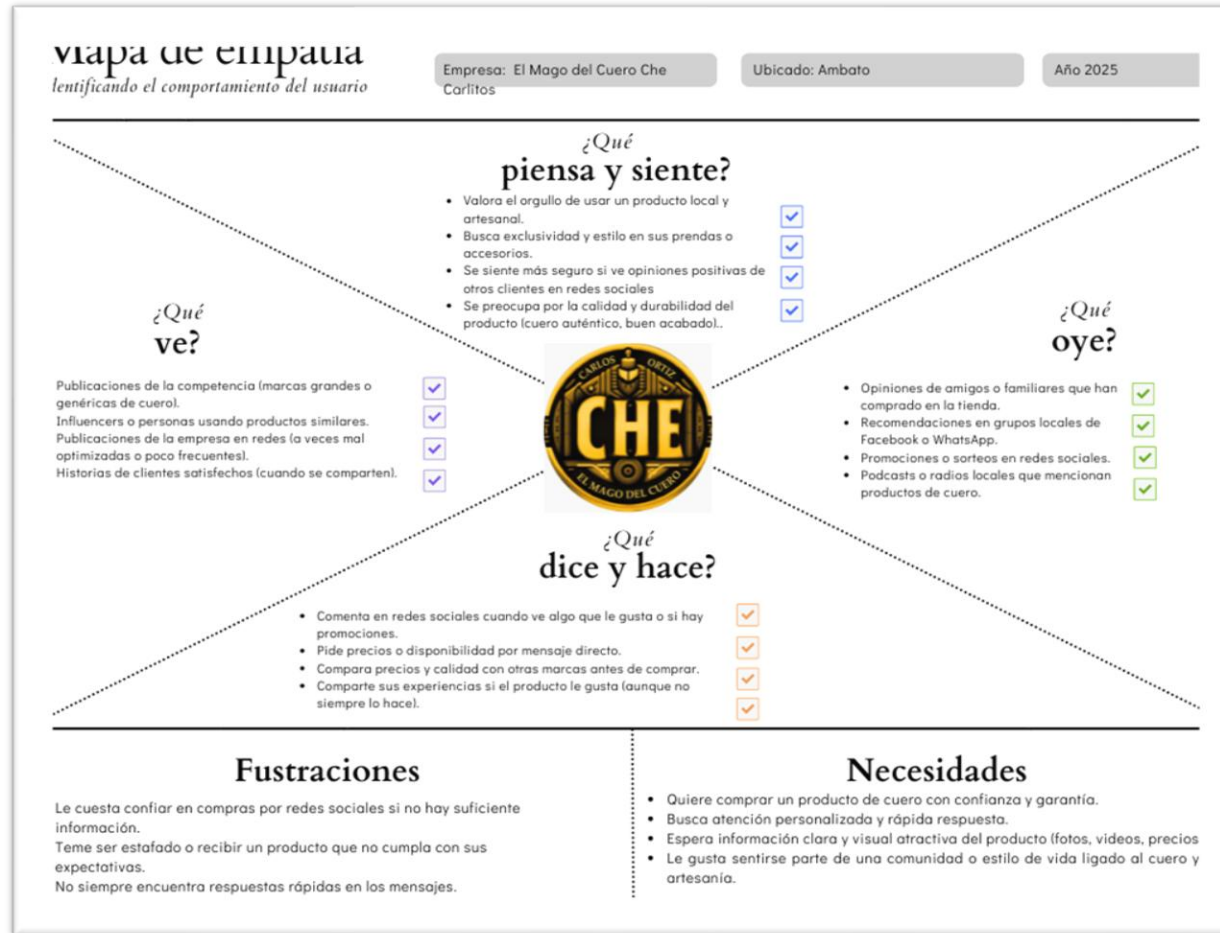 Mapa de empatía
dentificando el comportamiento del usuario
Empresa: El Mago del Cuero Che
Carlitos
Ubicado: Ambato
Año 2025
¿Qué
piensa y siente?
• Valora el orgullo de usar un producto local y
artesanal.
• Busca exclusividad y estilo en sus prendas o
accesorios.
• Se siente más seguro si ve opiniones positivas de
otros clientes en redes sociales
• Se preocupa por la calidad y durabilidad del
producto (cuero auténtico, buen acabado)..
¿Qué
ve?
Publicaciones de la competencia (marcas grandes o
genéricas de cuero).
Influencers o personas usando productos similares.
Publicaciones de la empresa en redes (a veces mal
optimizadas o poco frecuentes).
Historias de clientes satisfechos (cuando se comparten).
CARLOS ORTIZ
CHE
EL MAGO DEL CUERO
¿Qué
oye?
• Opiniones de amigos o familiares que han
comprado en la tienda.
• Recomendaciones en grupos locales de
Facebook o WhatsApp.
• Promociones o sorteos en redes sociales.
• Podcasts o radios locales que mencionan
productos de cuero.
¿Qué
dice y hace?
• Comenta en redes sociales cuando ve algo que le gusta o si hay
promociones.
• Pide precios o disponibilidad por mensaje directo.
• Compara precios y calidad con otras marcas antes de comprar.
• Comparte sus experiencias si el producto le gusta (aunque no
siempre lo hace).
Fustraciones
Le cuesta confiar en compras por redes sociales si no hay suficiente
información.
Teme ser estafado o recibir un producto que no cumpla con sus
expectativas.
No siempre encuentra respuestas rápidas en los mensajes.
Necesidades
• Quiere comprar un producto de cuero con confianza y garantía.
• Busca atención personalizada y rápida respuesta.
• Espera información clara y visual atractiva del producto (fotos, videos, precios
• Le gusta sentirse parte de una comunidad o estilo de vida ligado al cuero y
artesanía.